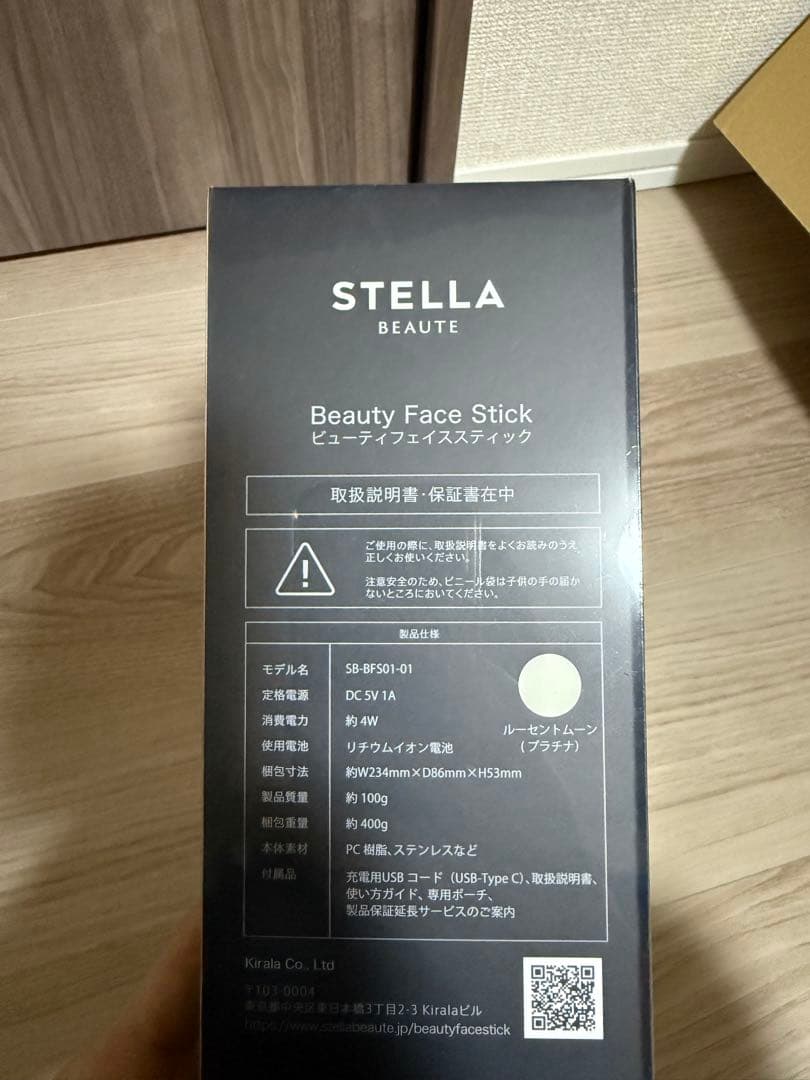 STELLA
BEAUTE
Beauty Face Stick
ビューティフェイススティック
取扱説明書・保証書在中
ご使用の際に、取扱説明書をよくお読みのうえ
正しくお使いください。
注意安全のため、ビニール袋は子供の手の届か
ないところにおいてください。
製品仕様
モデル名 SB-BFS01-01
定格電源 DC 5V 1A
消費電力 約 4W
使用電池 リチウムイオン電池
梱包寸法 約W234mm×D86mm×H53mm
製品質量 約 100g
梱包重量 約 400g
本体素材 PC 樹脂、ステンレスなど
付属品 充電用USB コード（USB-Type C）、取扱説明書、
使い方ガイド、専用ポーチ、
製品保証延長サービスのご案内
ルーセントムーン
（プラチナ）
Kirala Co., Ltd
〒103-0004
東京都中央区東日本橋3丁目2-3 Kiralaビル
https://www.stellabeaute.jp/beautyfacestick